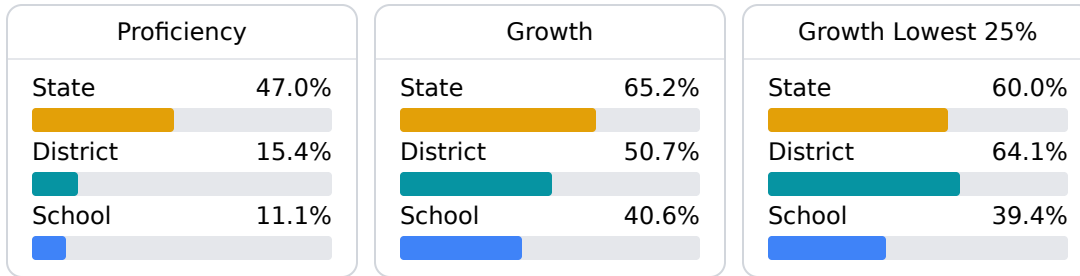 Proficiency
State 47.0%
District 15.4%
School 11.1%
Growth
State 65.2%
District 50.7%
School 40.6%
Growth Lowest 25%
State 60.0%
District 64.1%
School 39.4%